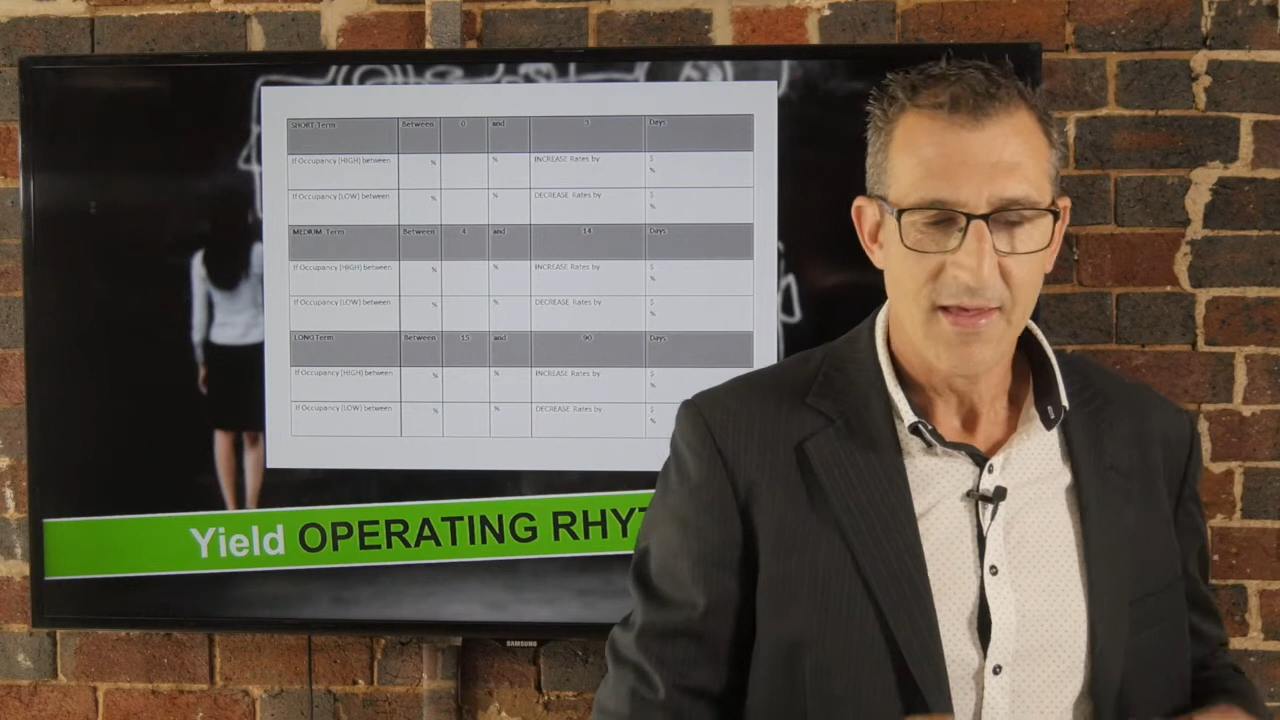 SHORT Term Between 0 and 3 Days
If Occupancy (HIGH) between % % INCREASE Rates by $
%
If Occupancy (LOW) between % % DECREASE Rates by $
%
MEDIUM Term Between 4 and 14 Days
If Occupancy (HIGH) between % % INCREASE Rates by $
%
If Occupancy (LOW) between % % DECREASE Rates by $
%
LONG Term Between 15 and 90 Days
If Occupancy (HIGH) between % % INCREASE Rates by $
%
If Occupancy (LOW) between % % DECREASE Rates by $
%
Yield OPERATING RHY
SAMSUNG